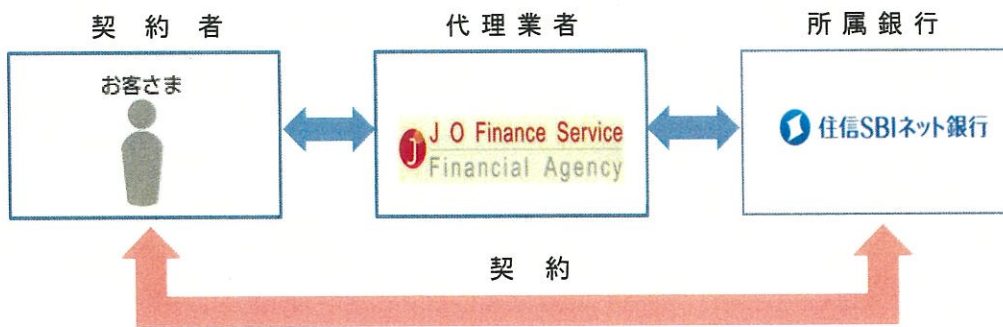 契約者
代理業者
所属銀行
お客さま
J O Finance Service
Financial Agency
住信SBIネット銀行
契約